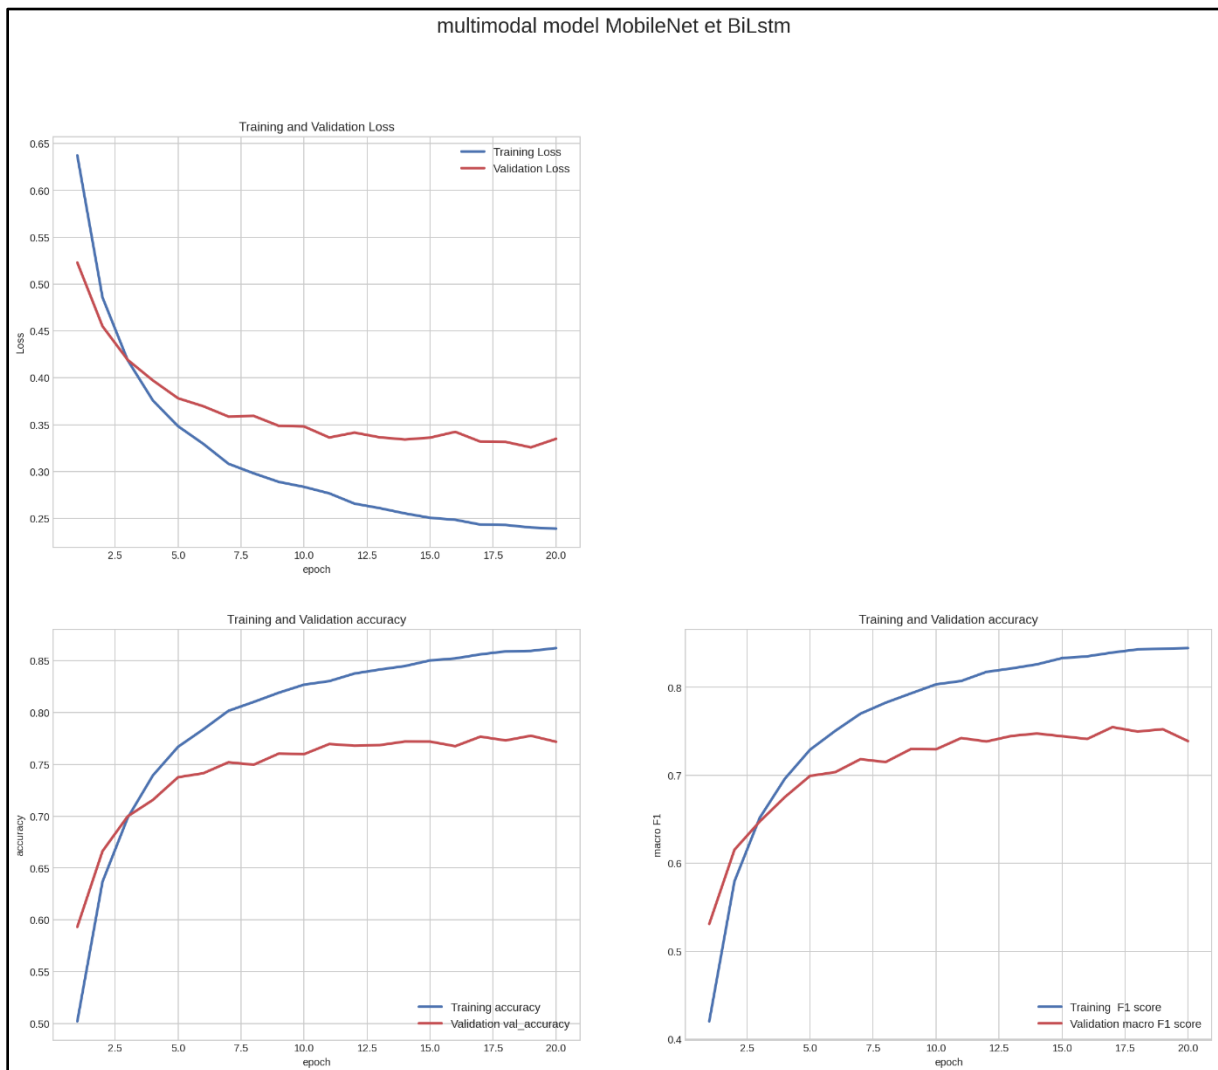 multimodal model MobileNet et BiLstm
Training and Validation Loss
Training Loss
Validation Loss
0.65
0.60
0.55
0.50
0.45
0.40
0.35
0.30
0.25
Loss
2.5 5.0 7.5 10.0 12.5 15.0 17.5 20.0
epoch
Training and Validation accuracy
0.85
0.80
0.75
0.70
0.65
0.60
0.55
0.50
accuracy
Training accuracy
Validation val_accuracy
2.5 5.0 7.5 10.0 12.5 15.0 17.5 20.0
epoch
Training and Validation accuracy
0.8
0.7
0.6
0.5
0.4
macro F1
Training F1 score
Validation macro F1 score
2.5 5.0 7.5 10.0 12.5 15.0 17.5 20.0
epoch